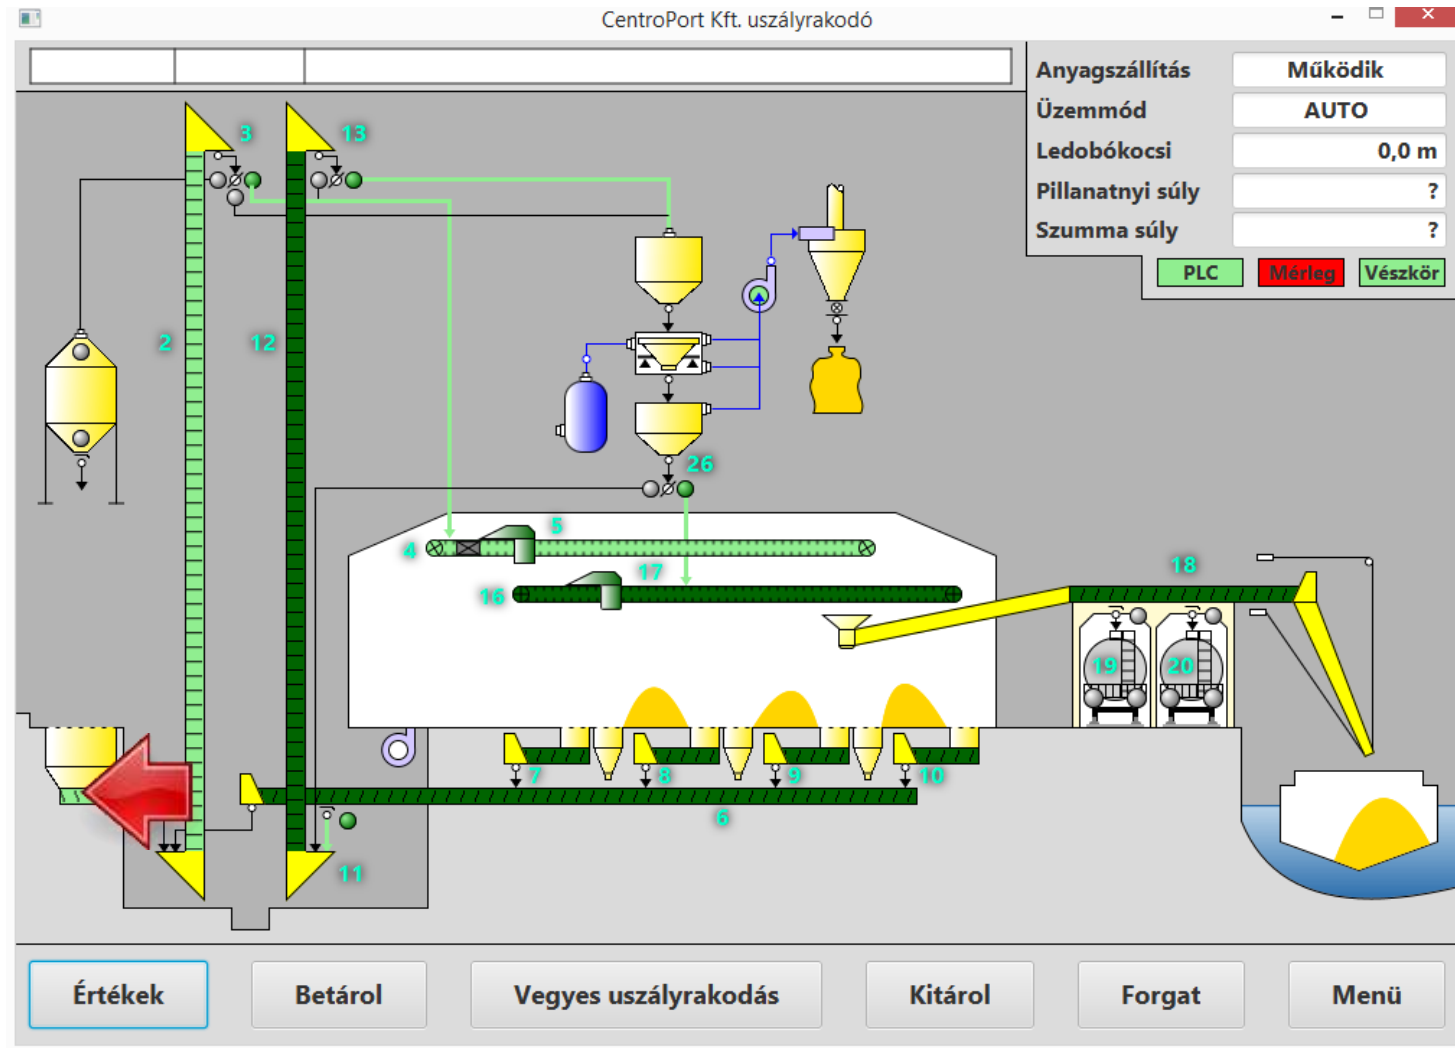 CentroPort Kft. uszályrakodó
Anyagszállítás Működik
Üzemmód AUTO
Ledobókocsi 0,0 m
Pillanatnyi súly ?
Szumma súly ?
PLC Mérleg Vészkör
3 13
2 12
26
5
4
17
16
18
19 20
7 8 9 10
6
11
Értékek Betárol Vegyes uszályrakodás Kitárol Forgat Menü